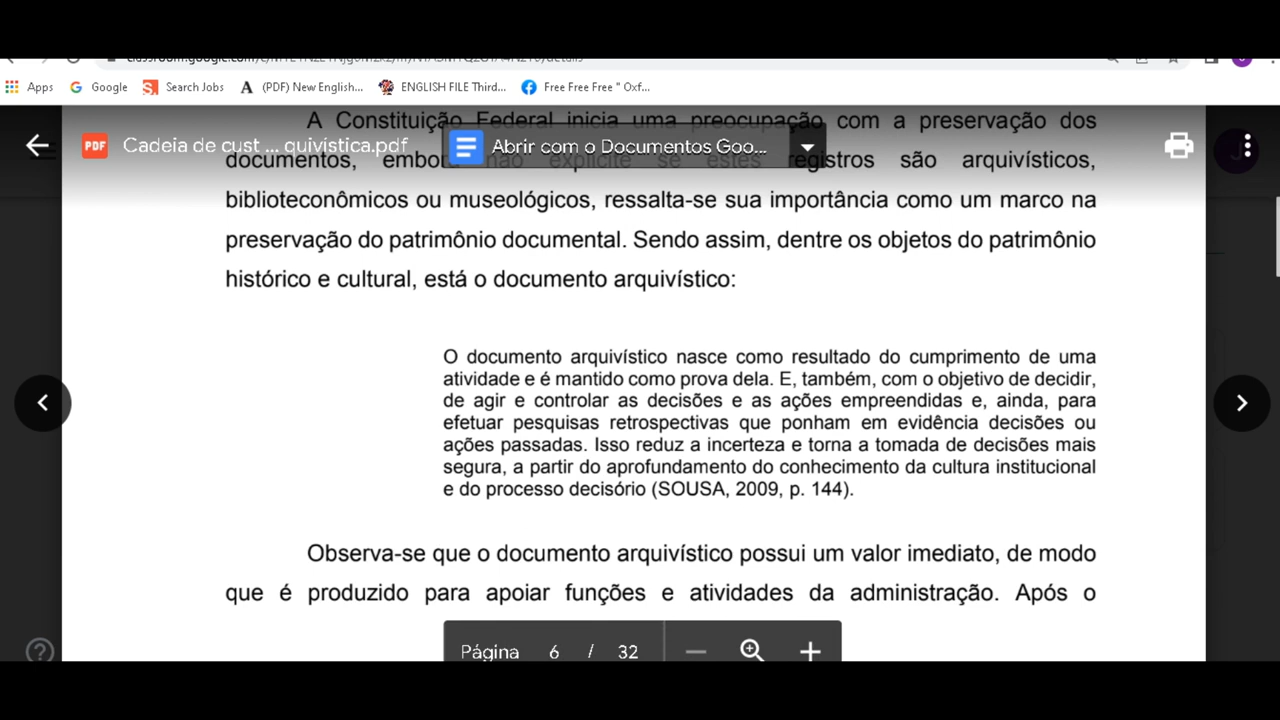 Apps Google Search Jobs (PDF) New English... ENGLISH FILE Third... Free Free Free " Oxf...
A Constituição Federal inicia uma preocupação com a preservação dos
PDF Cadeia de cust ... quivística.pdf Abrir com o Documentos Goo...
documentos, embora não explicite se estes registros são arquivísticos,
biblioteconômicos ou museológicos, ressalta-se sua importância como um marco na
preservação do patrimônio documental. Sendo assim, dentre os objetos do patrimônio
histórico e cultural, está o documento arquivístico:
O documento arquivístico nasce como resultado do cumprimento de uma
atividade e é mantido como prova dela. E, também, com o objetivo de decidir,
de agir e controlar as decisões e as ações empreendidas e, ainda, para
efetuar pesquisas retrospectivas que ponham em evidência decisões ou
ações passadas. Isso reduz a incerteza e torna a tomada de decisões mais
segura, a partir do aprofundamento do conhecimento da cultura institucional
e do processo decisório (SOUSA, 2009, p. 144).
Observa-se que o documento arquivístico possui um valor imediato, de modo
que é produzido para apoiar funções e atividades da administração. Após o
Página 6 / 32